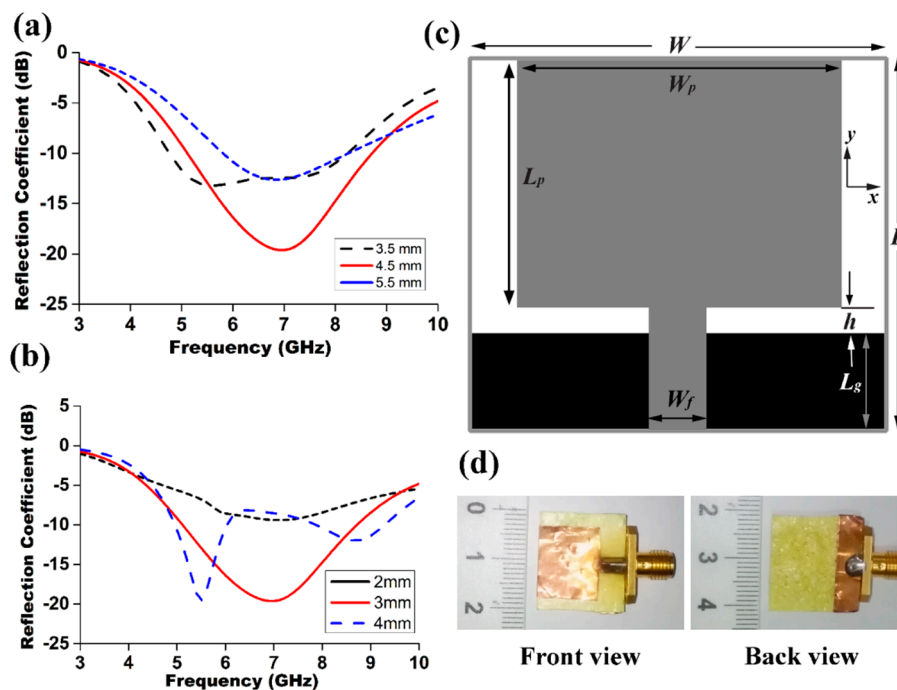 (a)
0
-5
-10
-15
-20
-25
Reflection Coefficient (dB)
3.5 mm
4.5 mm
5.5 mm
3 4 5 6 7 8 9 10
Frequency (GHz)
(b)
5
0
-5
-10
-15
-20
-25
Reflection Coefficient (dB)
2mm
3mm
4mm
3 4 5 6 7 8 9 10
Frequency (GHz)
(c)
W
Wp
Lp
y
x
h
Lg
Wf
(d)
0
1
2
Front view
2
3
4
Back view